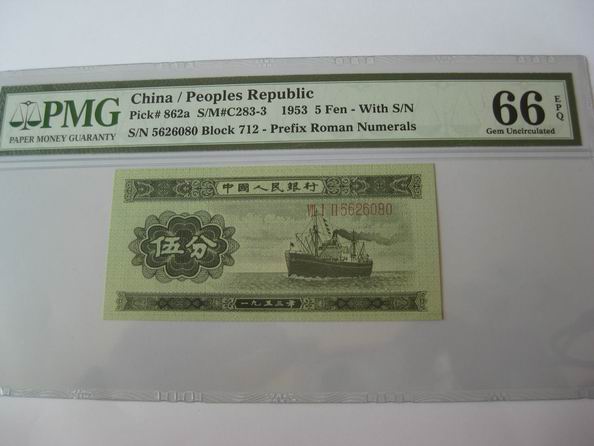 PMG
PAPER MONEY GUARANTY
China / Peoples Republic
Pick# 862a S/M#C283-3 1953 5 Fen - With S/N
S/N 5626080 Block 712 - Prefix Roman Numerals
66 EPQ
Gem Uncirculated
中國人民銀行
VII I II 5626080
伍分
一九五三年